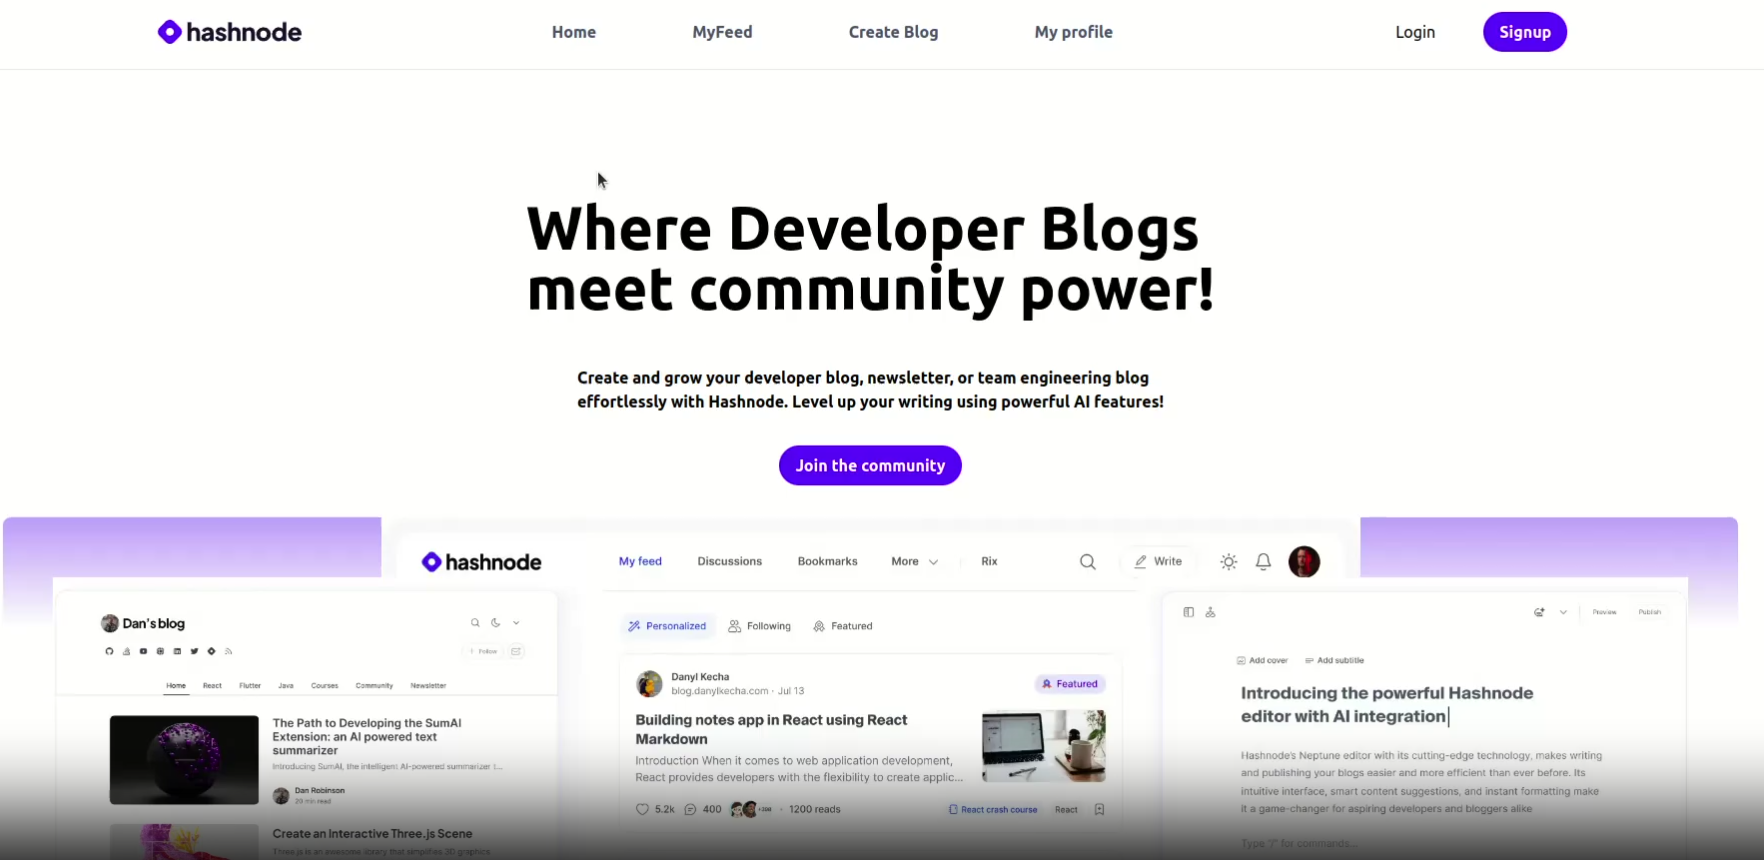 hashnode
Home
MyFeed
Create Blog
My profile
Login
Signup
Where Developer Blogs
meet community power!
Create and grow your developer blog, newsletter, or team engineering blog
effortlessly with Hashnode. Level up your writing using powerful AI features!
Join the community
hashnode
My feed
Discussions
Bookmarks
More
Rix
Write
Dan's blog
Follow
Home
React
Flutter
Java
Courses
Community
Newsletter
The Path to Developing the SumAI
Extension: an AI powered text
summarizer
Introducing SumAI, the intelligent AI-powered summarizer t...
Dan Robinson
20 min read
Create an Interactive Three.js Scene
Three.js is an awesome library that simplifies 3D graphics
Personalized
Following
Featured
Danyl Kecha
blog.danylkecha.com · Jul 13
Featured
Building notes app in React using React
Markdown
Introduction When it comes to web application development,
React provides developers with the flexibility to create applic...
5.2k
400
1200 reads
React crash course
React
Preview
Publish
Add cover
Add subtitle
Introducing the powerful Hashnode
editor with AI integration
Hashnode's Neptune editor with its cutting-edge technology, makes writing
and publishing your blogs easier and more efficient than ever before. Its
intuitive interface, smart content suggestions, and instant formatting make
it a game-changer for aspiring developers and bloggers alike
Type "/" for commands...